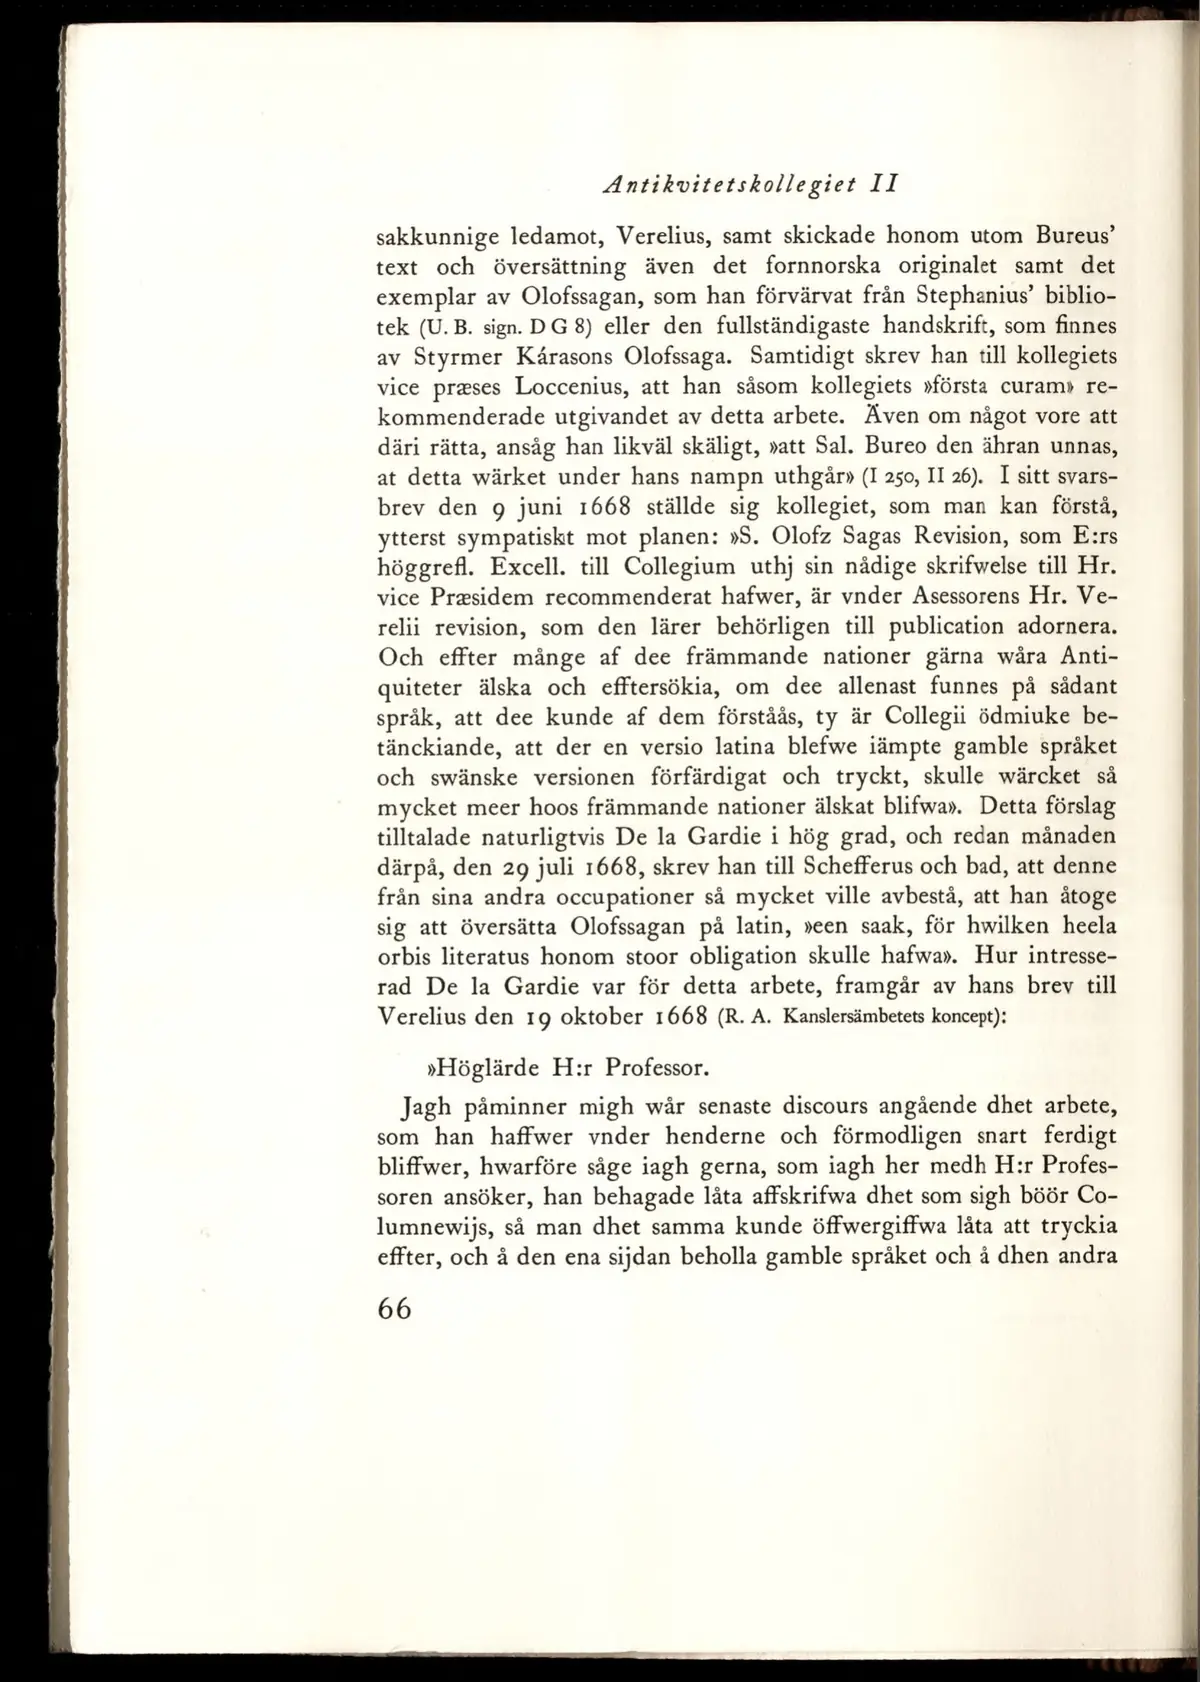 Antikvitetskollegiet II
sakkunnige ledamot, Verelius, samt skickade honom utom Bureus’
text och översättning även det fornnorska originalet samt det
exemplar av Olofssagan, som han förvärvat från Stephanius’ biblio-
tek (U. B. sign. D G 8) eller den fullständigaste handskrift, som finnes
av Styrmer Kárasons Olofssaga. Samtidigt skrev han till kollegiets
vice præses Loccenius, att han såsom kollegiets »första curam» re-
kommenderade utgivandet av detta arbete. Även om något vore att
däri rätta, ansåg han likväl skäligt, »att Sal. Bureo den ähran unnas,
at detta wärket under hans nampn uthgår» (I 250, II 26). I sitt svars-
brev den 9 juni 1668 ställde sig kollegiet, som man kan förstå,
ytterst sympatiskt mot planen: »S. Olofz Sagas Revision, som E:rs
höggrefl. Excell. till Collegium uthj sin nådige skrifwelse till Hr.
vice Præsidem recommenderat hafwer, är vnder Asessorens Hr. Ve-
relii revision, som den lärer behörligen till publication adornera.
Och effter månge af dee främmande nationer gärna wåra Anti-
quiteter älska och efftersökia, om dee allenast funnes på sådant
språk, att dee kunde af dem förståås, ty är Collegii ödmiuke be-
tänckiande, att der en versio latina blefwe iämpte gamble språket
och swänske versionen förfärdigat och tryckt, skulle wärcket så
mycket meer hoos främmande nationer älskat blifwa». Detta förslag
tilltalade naturligtvis De la Gardie i hög grad, och redan månaden
därpå, den 29 juli 1668, skrev han till Schefferus och bad, att denne
från sina andra occupationer så mycket ville avbestå, att han åtoge
sig att översätta Olofssagan på latin, »een saak, för hwilken heela
orbis literatus honom stoor obligation skulle hafwa». Hur intresse-
rad De la Gardie var för detta arbete, framgår av hans brev till
Verelius den 19 oktober 1668 (R. A. Kanslersämbetets koncept):
»Höglärde H:r Professor.
Jagh påminner migh wår senaste discours angående dhet arbete,
som han haffwer vnder henderne och förmodligen snart ferdigt
bliffwer, hwarföre såge iagh gerna, som iagh her medh H:r Profes-
soren ansöker, han behagade låta affskrifwa dhet som sigh böör Co-
lumnewijs, så man dhet samma kunde öffwergiffwa låta att tryckia
effter, och å den ena sijdan beholla gamble språket och å dhen andra
66